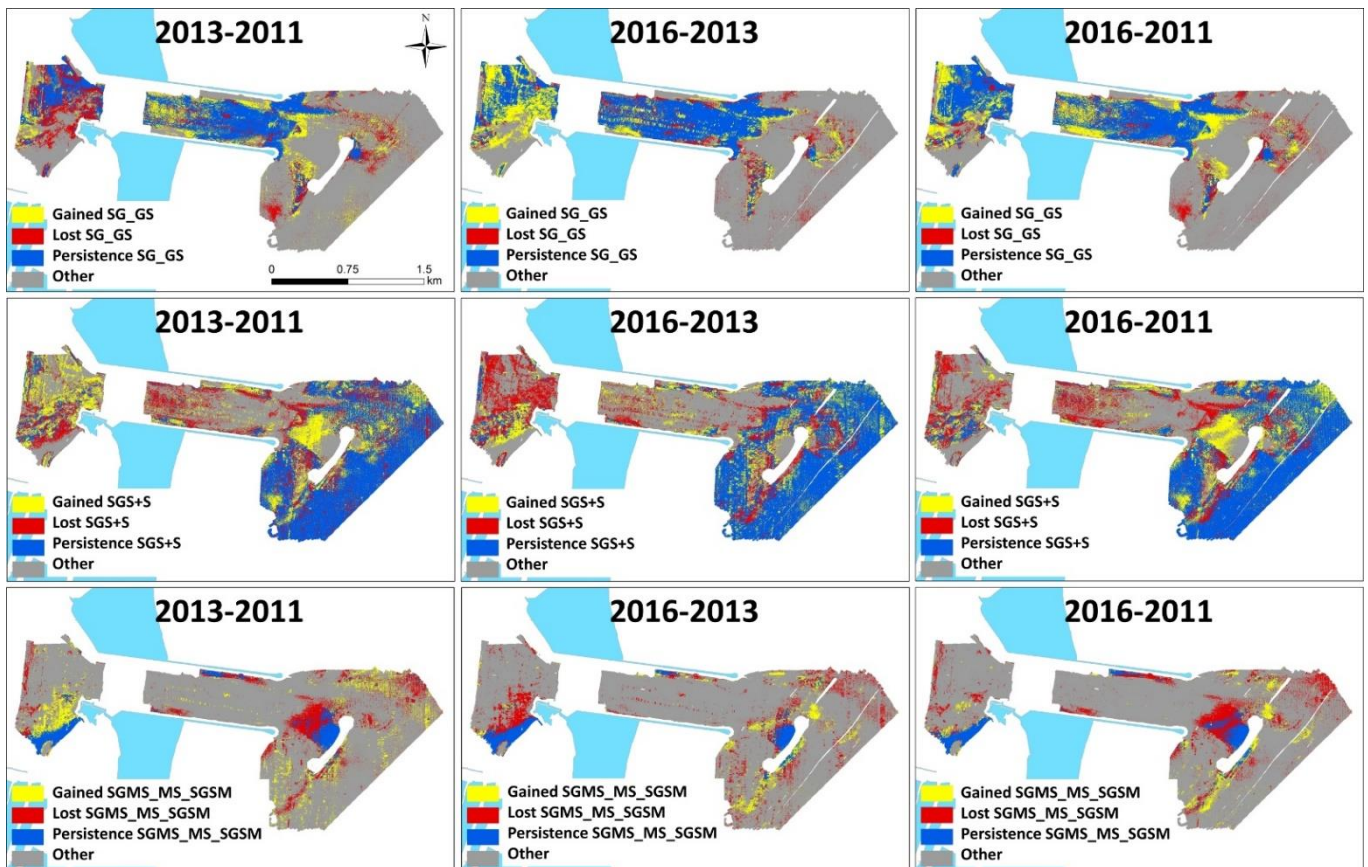 2013-2011
N
Gained SG_GS
Lost SG_GS
Persistence SG_GS
Other
0 0.75 1.5
km
2016-2013
Gained SG_GS
Lost SG_GS
Persistence SG_GS
Other
2016-2011
Gained SG_GS
Lost SG_GS
Persistence SG_GS
Other
2013-2011
Gained SGS+S
Lost SGS+S
Persistence SGS+S
Other
2016-2013
Gained SGS+S
Lost SGS+S
Persistence SGS+S
Other
2016-2011
Gained SGS+S
Lost SGS+S
Persistence SGS+S
Other
2013-2011
Gained SGMS_MS_SGSM
Lost SGMS_MS_SGSM
Persistence SGMS_MS_SGSM
Other
2016-2013
Gained SGMS_MS_SGSM
Lost SGMS_MS_SGSM
Persistence SGMS_MS_SGSM
Other
2016-2011
Gained SGMS_MS_SGSM
Lost SGMS_MS_SGSM
Persistence SGMS_MS_SGSM
Other